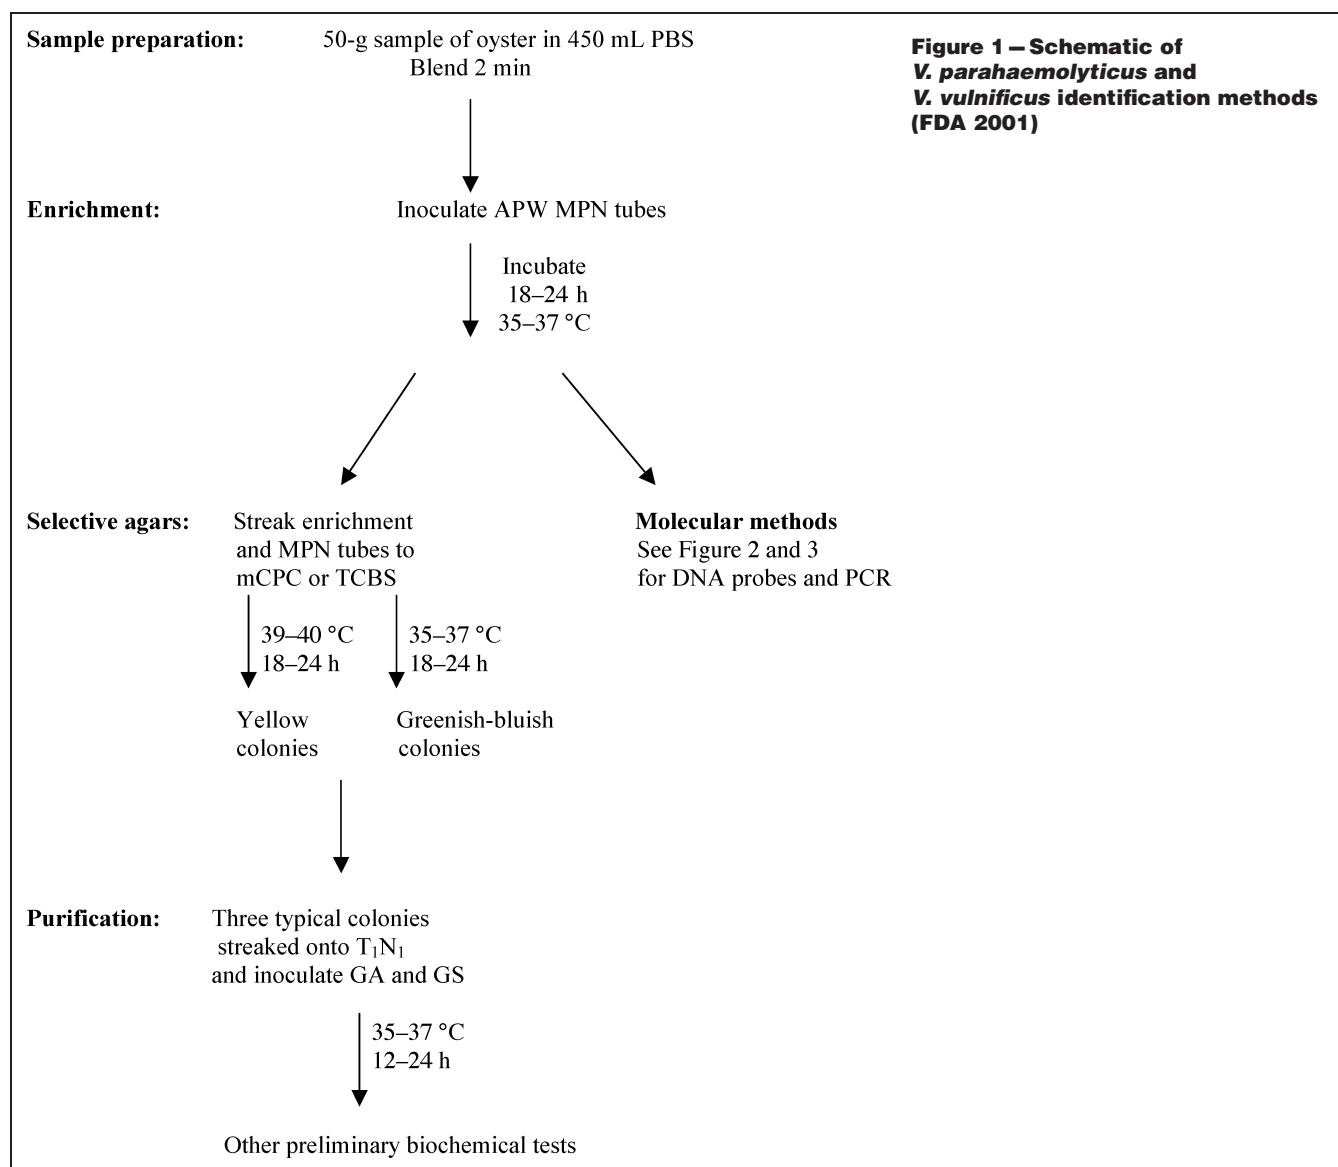 Sample preparation: 50-g sample of oyster in 450 mL PBS
Blend 2 min
Figure 1—Schematic of
V. parahaemolyticus and
V. vulnificus identification methods
(FDA 2001)
Enrichment: Inoculate APW MPN tubes
Incubate
18–24 h
35–37 °C
Selective agars: Streak enrichment
and MPN tubes to
mCPC or TCBS
Molecular methods
See Figure 2 and 3
for DNA probes and PCR
39–40 °C
18–24 h
35–37 °C
18–24 h
Yellow
colonies
Greenish-bluish
colonies
Purification: Three typical colonies
streaked onto T₁N₁
and inoculate GA and GS
35–37 °C
12–24 h
Other preliminary biochemical tests